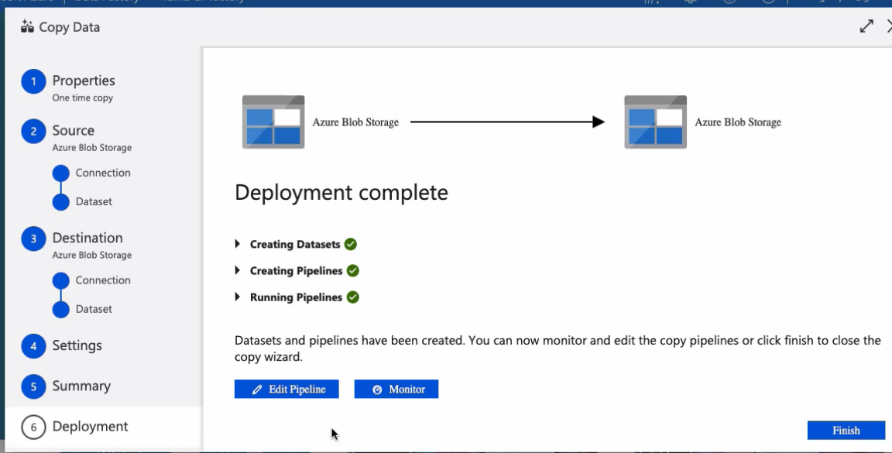 Copy Data
1 Properties
One time copy
2 Source
Azure Blob Storage
Connection
Dataset
3 Destination
Azure Blob Storage
Connection
Dataset
4 Settings
5 Summary
6 Deployment
Azure Blob Storage
Azure Blob Storage
Deployment complete
Creating Datasets
Creating Pipelines
Running Pipelines
Datasets and pipelines have been created. You can now monitor and edit the copy pipelines or click finish to close the
copy wizard.
Edit Pipeline
Monitor
Finish